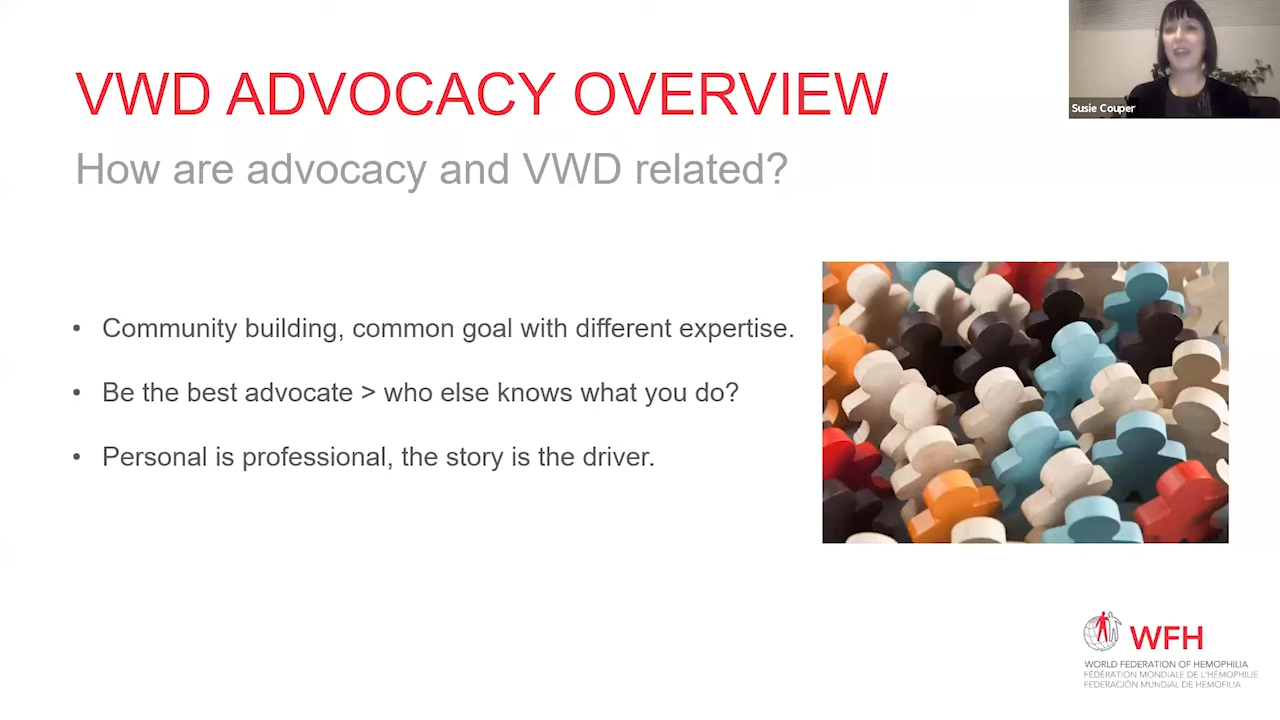 VWD ADVOCACY OVERVIEW
How are advocacy and VWD related?
Susie Couper
• Community building, common goal with different expertise.
• Be the best advocate > who else knows what you do?
• Personal is professional, the story is the driver.
WFH
WORLD FEDERATION OF HEMOPHILIA
FÉDÉRATION MONDIALE DE L'HÉMOPHILIE
FEDERACIÓN MUNDIAL DE HEMOFILIA